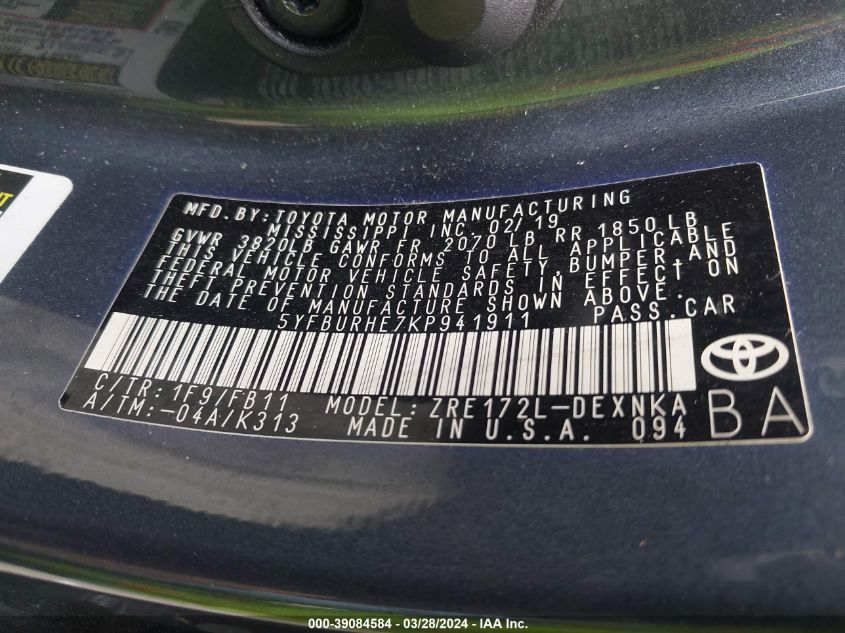 MFD. BY: TOYOTA MOTOR MANUFACTURING
MISSISSIPPI INC. 02/19
GVWR 3820LB GAWR FR 2070 LB RR 1850 LB
THIS VEHICLE CONFORMS TO ALL APPLICABLE
FEDERAL MOTOR VEHICLE SAFETY, BUMPER, AND
THEFT PREVENTION STANDARDS IN EFFECT ON
THE DATE OF MANUFACTURE SHOWN ABOVE.
5YFBURHE7KP941911 PASS. CAR
C/TR: 1F9/FB11
A/TM: -04A/K313
MODEL: ZRE172L-DEXNKA
MADE IN U.S.A. 094
BA
000-39084584 - 03/28/2024 - IAA Inc.